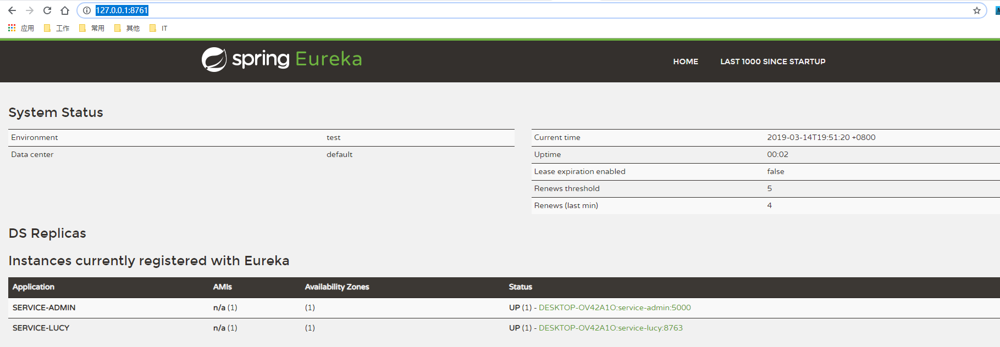 127.0.0.1:8761
应用 工作 常用 其他 IT
spring Eureka HOME LAST 1000 SINCE STARTUP
System Status
Environment test
Data center default
Current time 2019-03-14T19:51:20 +0800
Uptime 00:02
Lease expiration enabled false
Renews threshold 5
Renews (last min) 4
DS Replicas
Instances currently registered with Eureka
Application AMIs Availability Zones Status
SERVICE-ADMIN n/a (1) (1) UP (1) - DESKTOP-OV42A1O:service-admin:5000
SERVICE-LUCY n/a (1) (1) UP (1) - DESKTOP-OV42A1O:service-lucy:8763